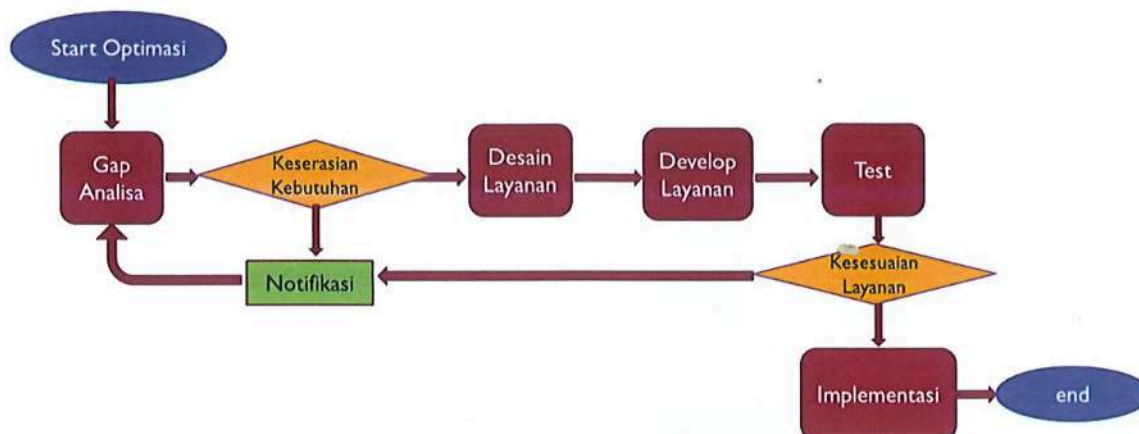 Start Optimasi
Gap
Analisa
Keserasian
Kebutuhan
Desain
Layanan
Develop
Layanan
Test
Notifikasi
Kesesuaian
Layanan
Implementasi
end